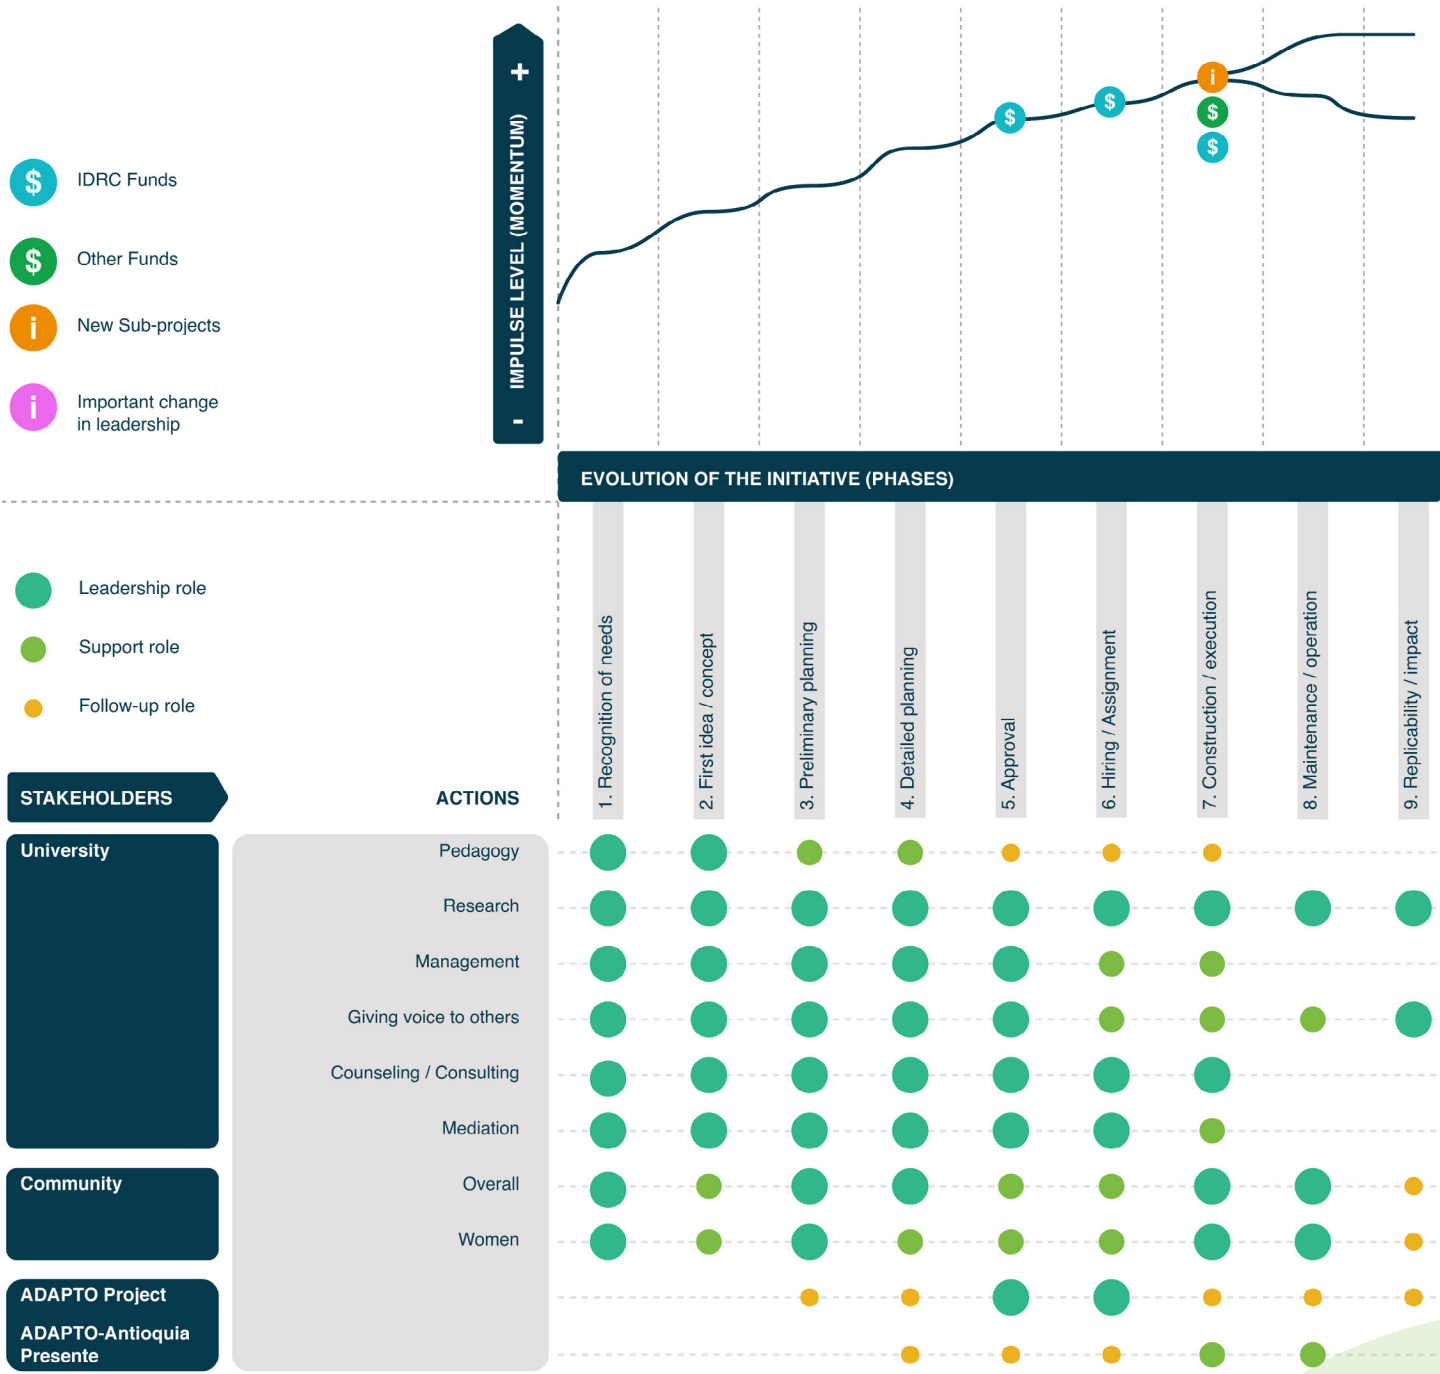 +
IMPULSE LEVEL (MOMENTUM)
-
$
$
i
$
$
$ IDRC Funds
$ Other Funds
i New Sub-projects
i Important change
in leadership
EVOLUTION OF THE INITIATIVE (PHASES)
Leadership role
Support role
Follow-up role
1. Recognition of needs
2. First idea / concept
3. Preliminary planning
4. Detailed planning
5. Approval
6. Hiring / Assignment
7. Construction / execution
8. Maintenance / operation
9. Replicability / impact
STAKEHOLDERS
ACTIONS
University
Pedagogy
Research
Management
Giving voice to others
Counseling / Consulting
Mediation
Community
Overall
Women
ADAPTO Project
ADAPTO-Antioquia
Presente